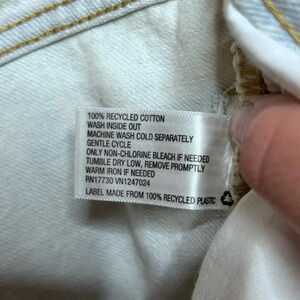 100% RECYCLED COTTON
WASH INSIDE OUT
MACHINE WASH COLD SEPARATELY
GENTLE CYCLE
ONLY NON-CHLORINE BLEACH IF NEEDED
TUMBLE DRY LOW, REMOVE PROMPTLY
WARM IRON IF NEEDED
RN17730 VN1247024
LABEL MADE FROM 100% RECYCLED PLASTIC